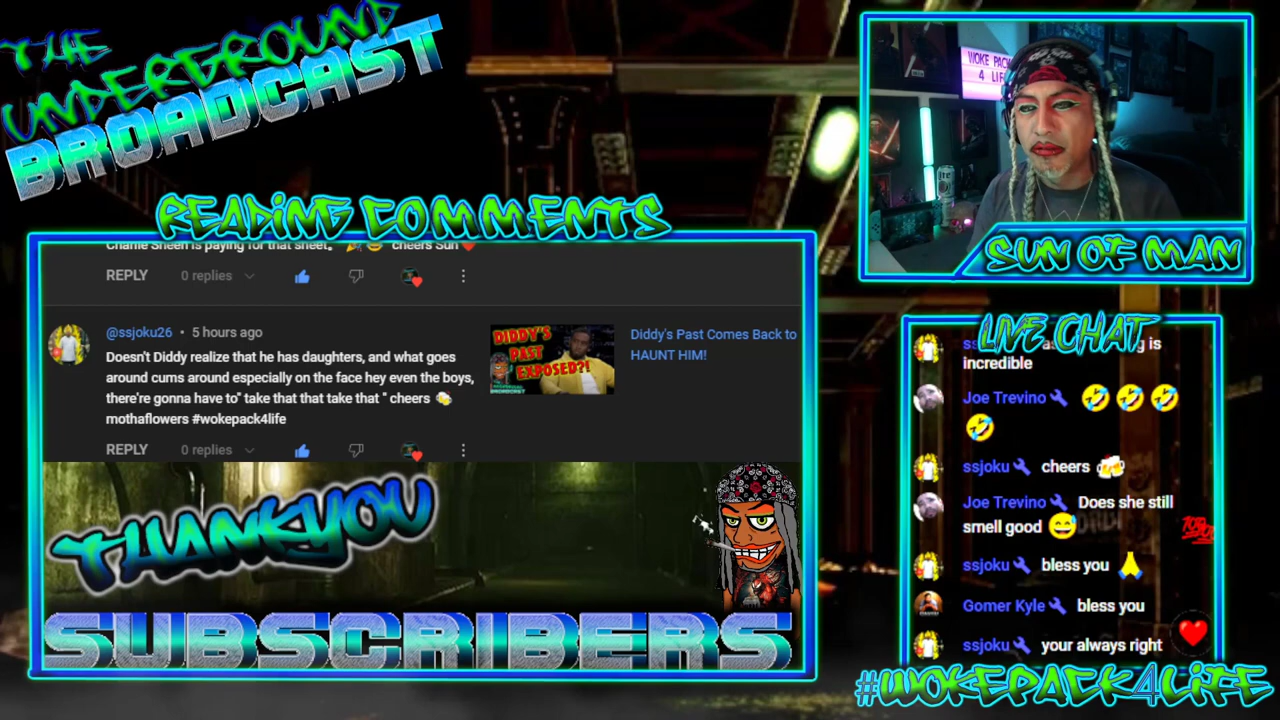 THE
UNDERGROUND
BROADCAST
READING COMMENTS
Charlie Sheen is paying for that sheet. 🎉 😂 cheers Sun ❤️
REPLY 0 replies
@ssjoku26 • 5 hours ago
Doesn't Diddy realize that he has daughters, and what goes
around cums around especially on the face hey even the boys,
there're gonna have to" take that that take that " cheers 🍻
mothaflowers #wokepack4life
REPLY 0 replies
DIDDY'S
PAST
EXPOSED?!
Diddy's Past Comes Back to
HAUNT HIM!
THANKYOU
SUBSCRIBERS
WOKE PACK
4 LIFE
SUN OF MAN
LIVE CHAT
is
incredible
Joe Trevino 🤣 🤣 🤣
🤣
ssjoku cheers 🍻
Joe Trevino Does she still
smell good 😅
💯
ssjoku bless you 🙏
Gomer Kyle bless you
ssjoku your always right
#WOKEPACK4LIFE